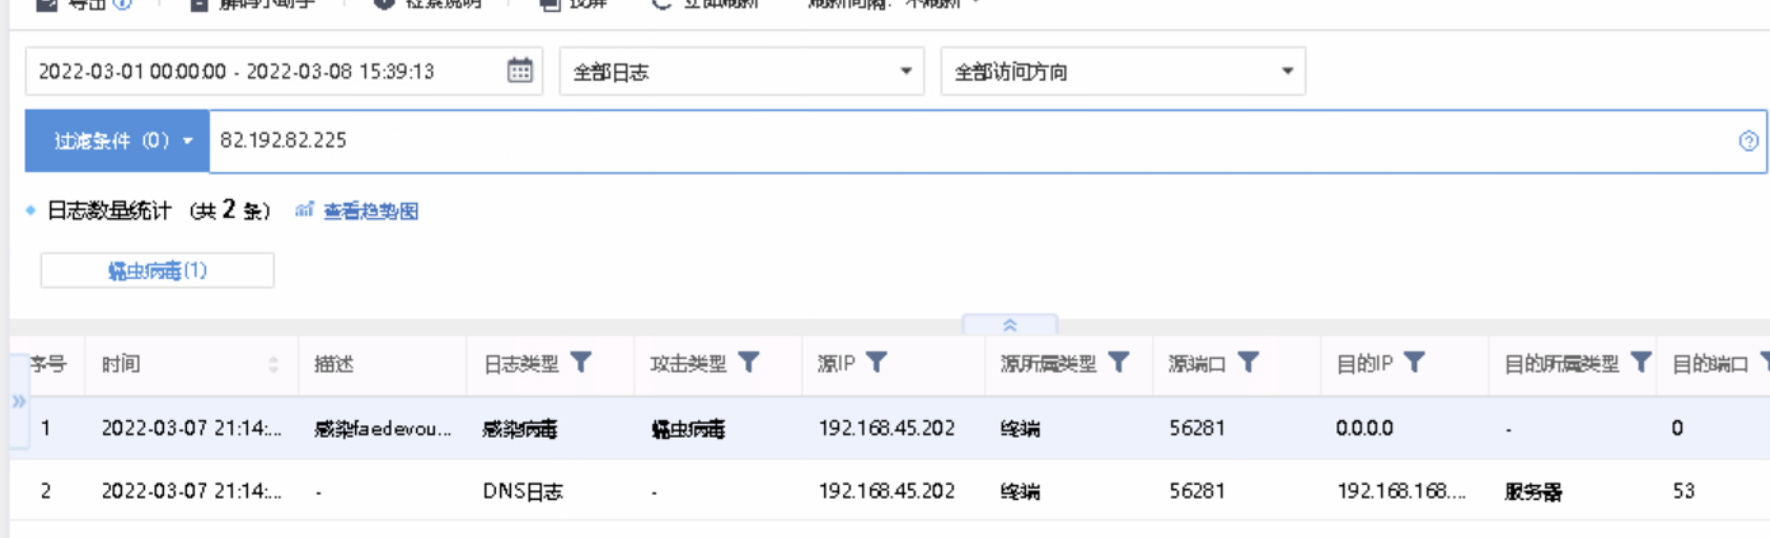 导出 解码小助手 检索说明 投屏 立即刷新 刷新间隔: 不刷新
2022-03-01 00:00:00 - 2022-03-08 15:39:13 全部日志 全部访问方向
过滤条件 (0) 82.192.82.225
日志数量统计 (共 2 条) 查看趋势图
蠕虫病毒(1)
序号 时间 描述 日志类型 攻击类型 源IP 源所属类型 源端口 目的IP 目的所属类型 目的端口
1 2022-03-07 21:14:... 感染faedevou... 感染病毒 蠕虫病毒 192.168.45.202 终端 56281 0.0.0.0 - 0
2 2022-03-07 21:14:... - DNS日志 - 192.168.45.202 终端 56281 192.168.168.... 服务器 53